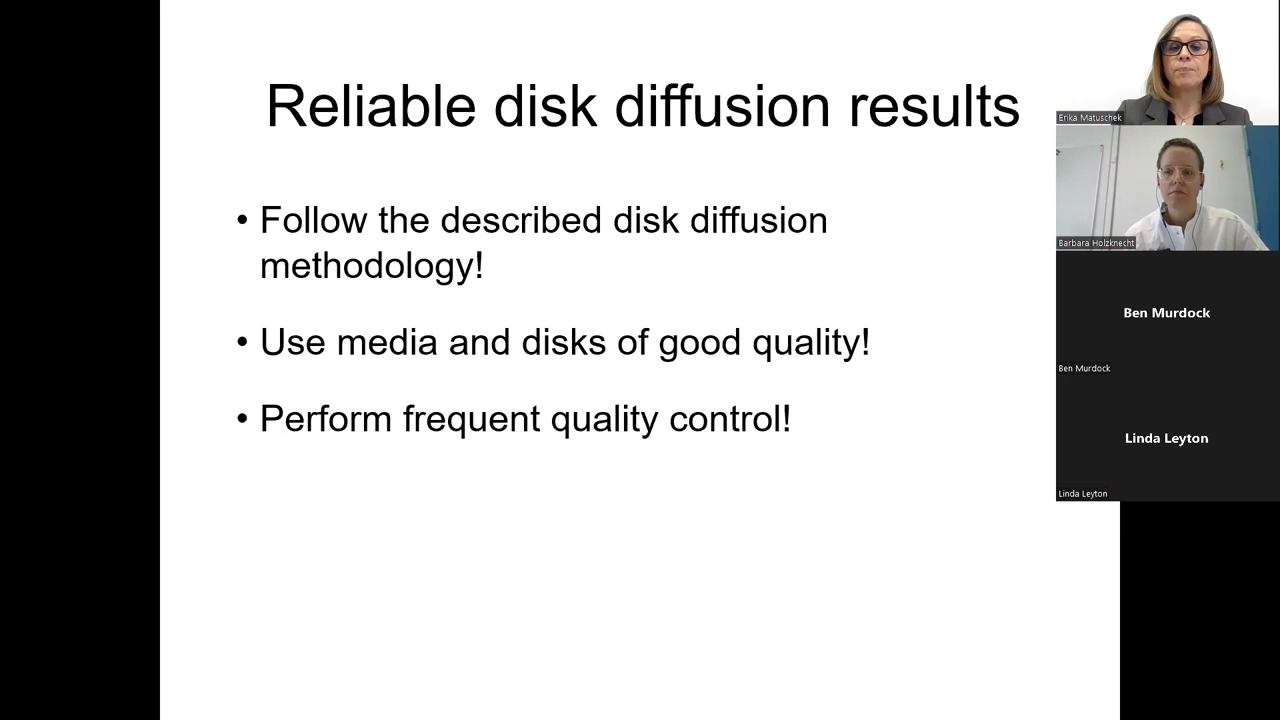 Reliable disk diffusion results
• Follow the described disk diffusion
methodology!
• Use media and disks of good quality!
• Perform frequent quality control!
Erika Matuschek
Barbara Holzknecht
Ben Murdock
Ben Murdock
Linda Leyton
Linda Leyton